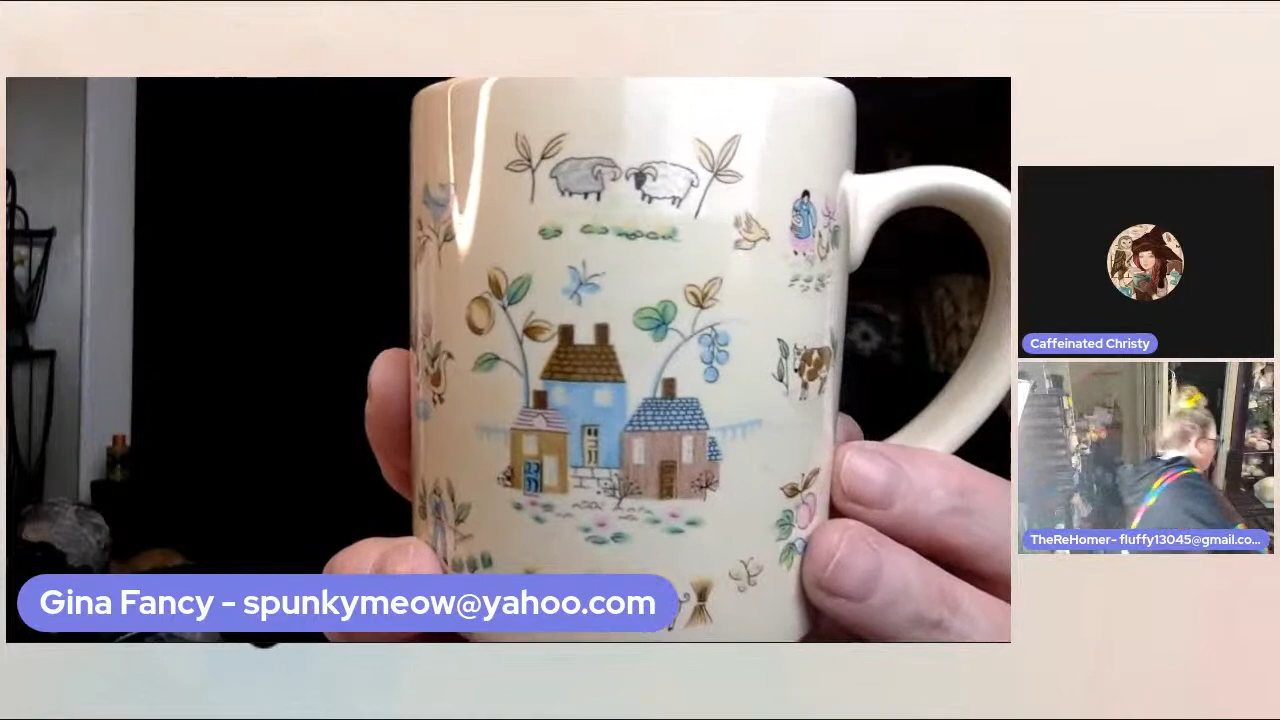 Gina Fancy - spunkymeow@yahoo.com
Caffeinated Christy
TheReHomer- fluffy13045@gmail.co...